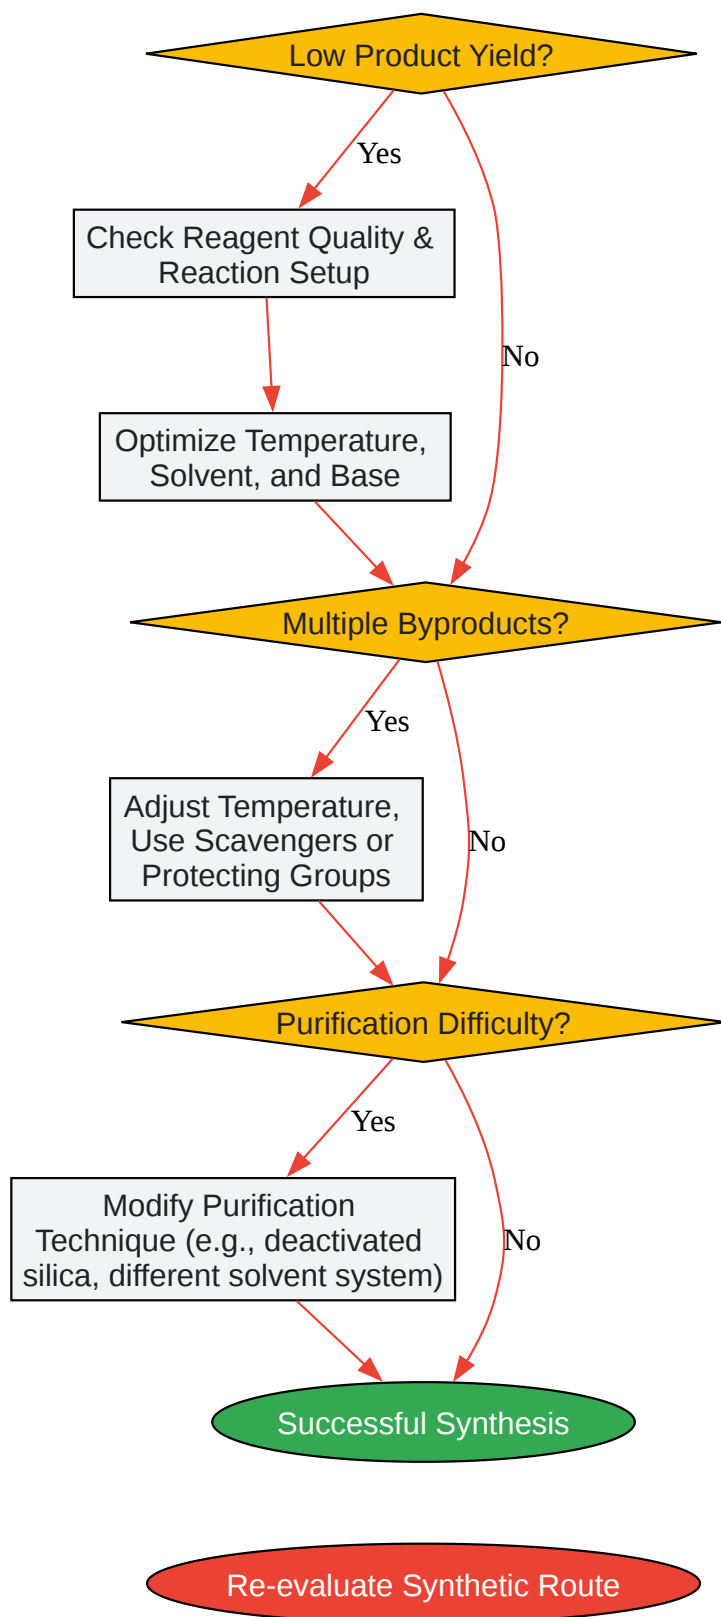 Low Product Yield?
Yes
Check Reagent Quality &
Reaction Setup
No
Optimize Temperature,
Solvent, and Base
Multiple Byproducts?
Yes
Adjust Temperature,
Use Scavengers or
Protecting Groups
No
Purification Difficulty?
Yes
Modify Purification
Technique (e.g., deactivated
silica, different solvent system)
No
Successful Synthesis
Re-evaluate Synthetic Route